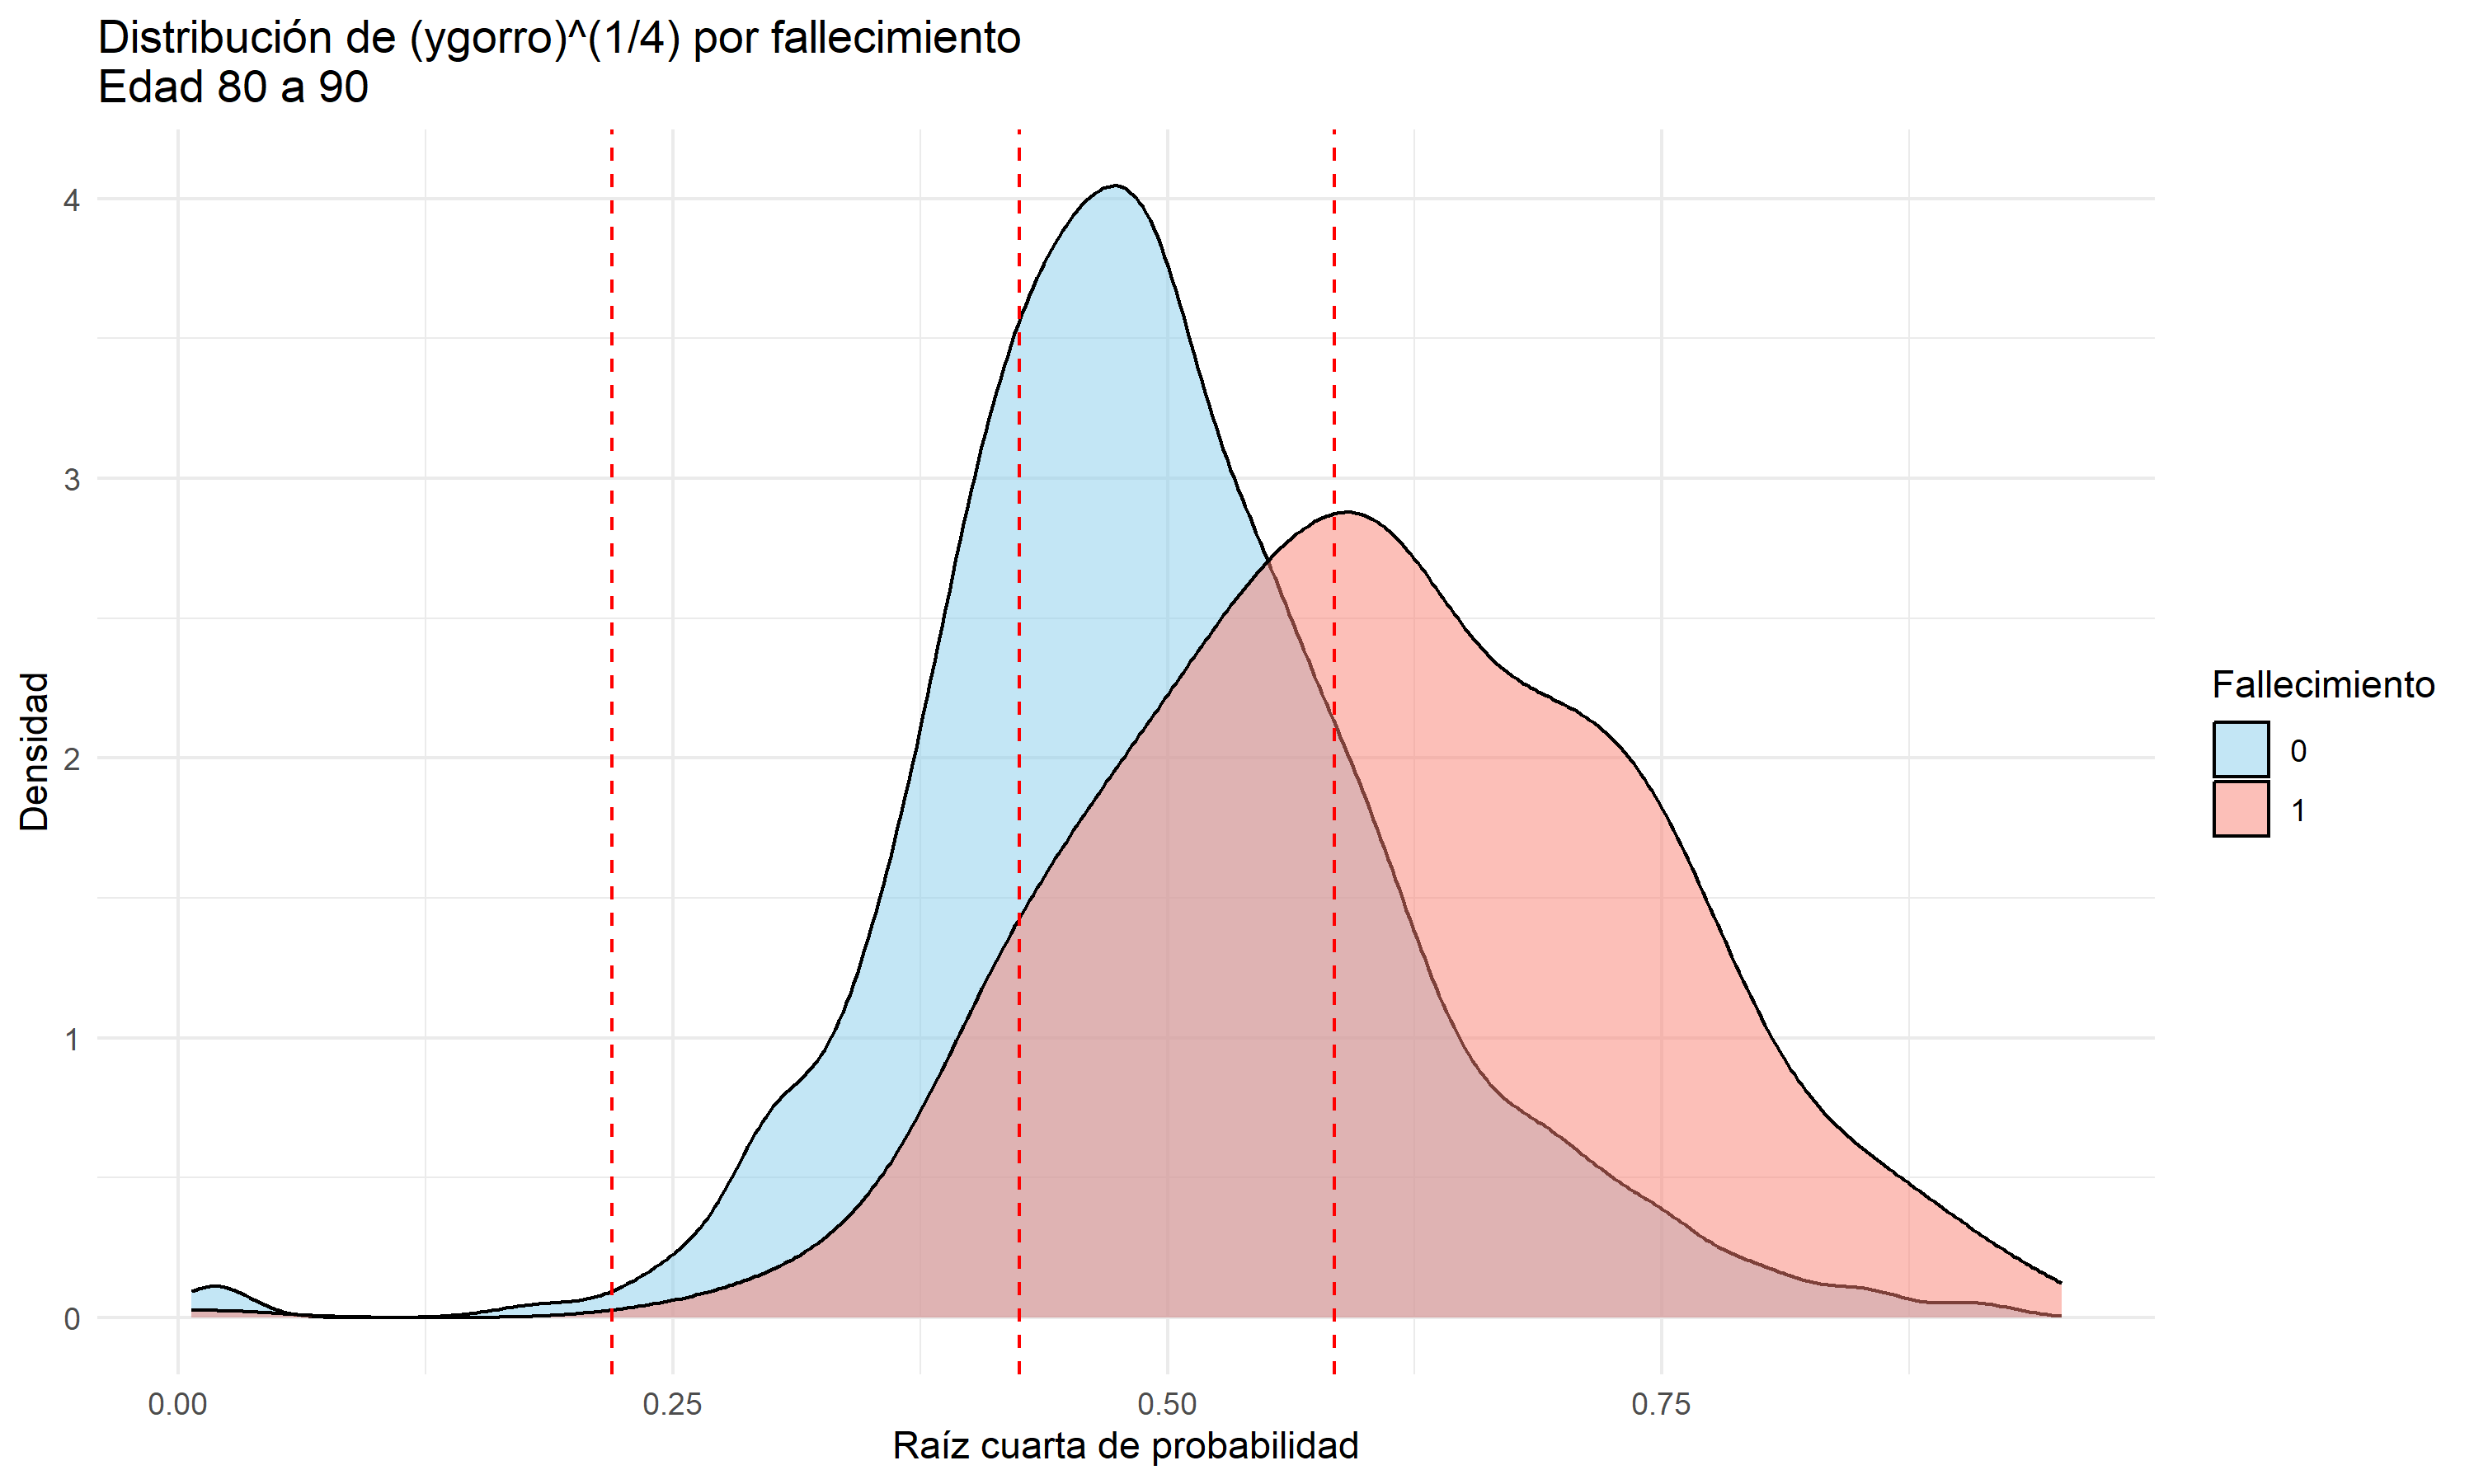 Distribución de (ygorro)^(1/4) por fallecimiento
Edad 80 a 90
4
3
2
1
0
Densidad
0.00 0.25 0.50 0.75
Raíz cuarta de probabilidad
Fallecimiento
0
1